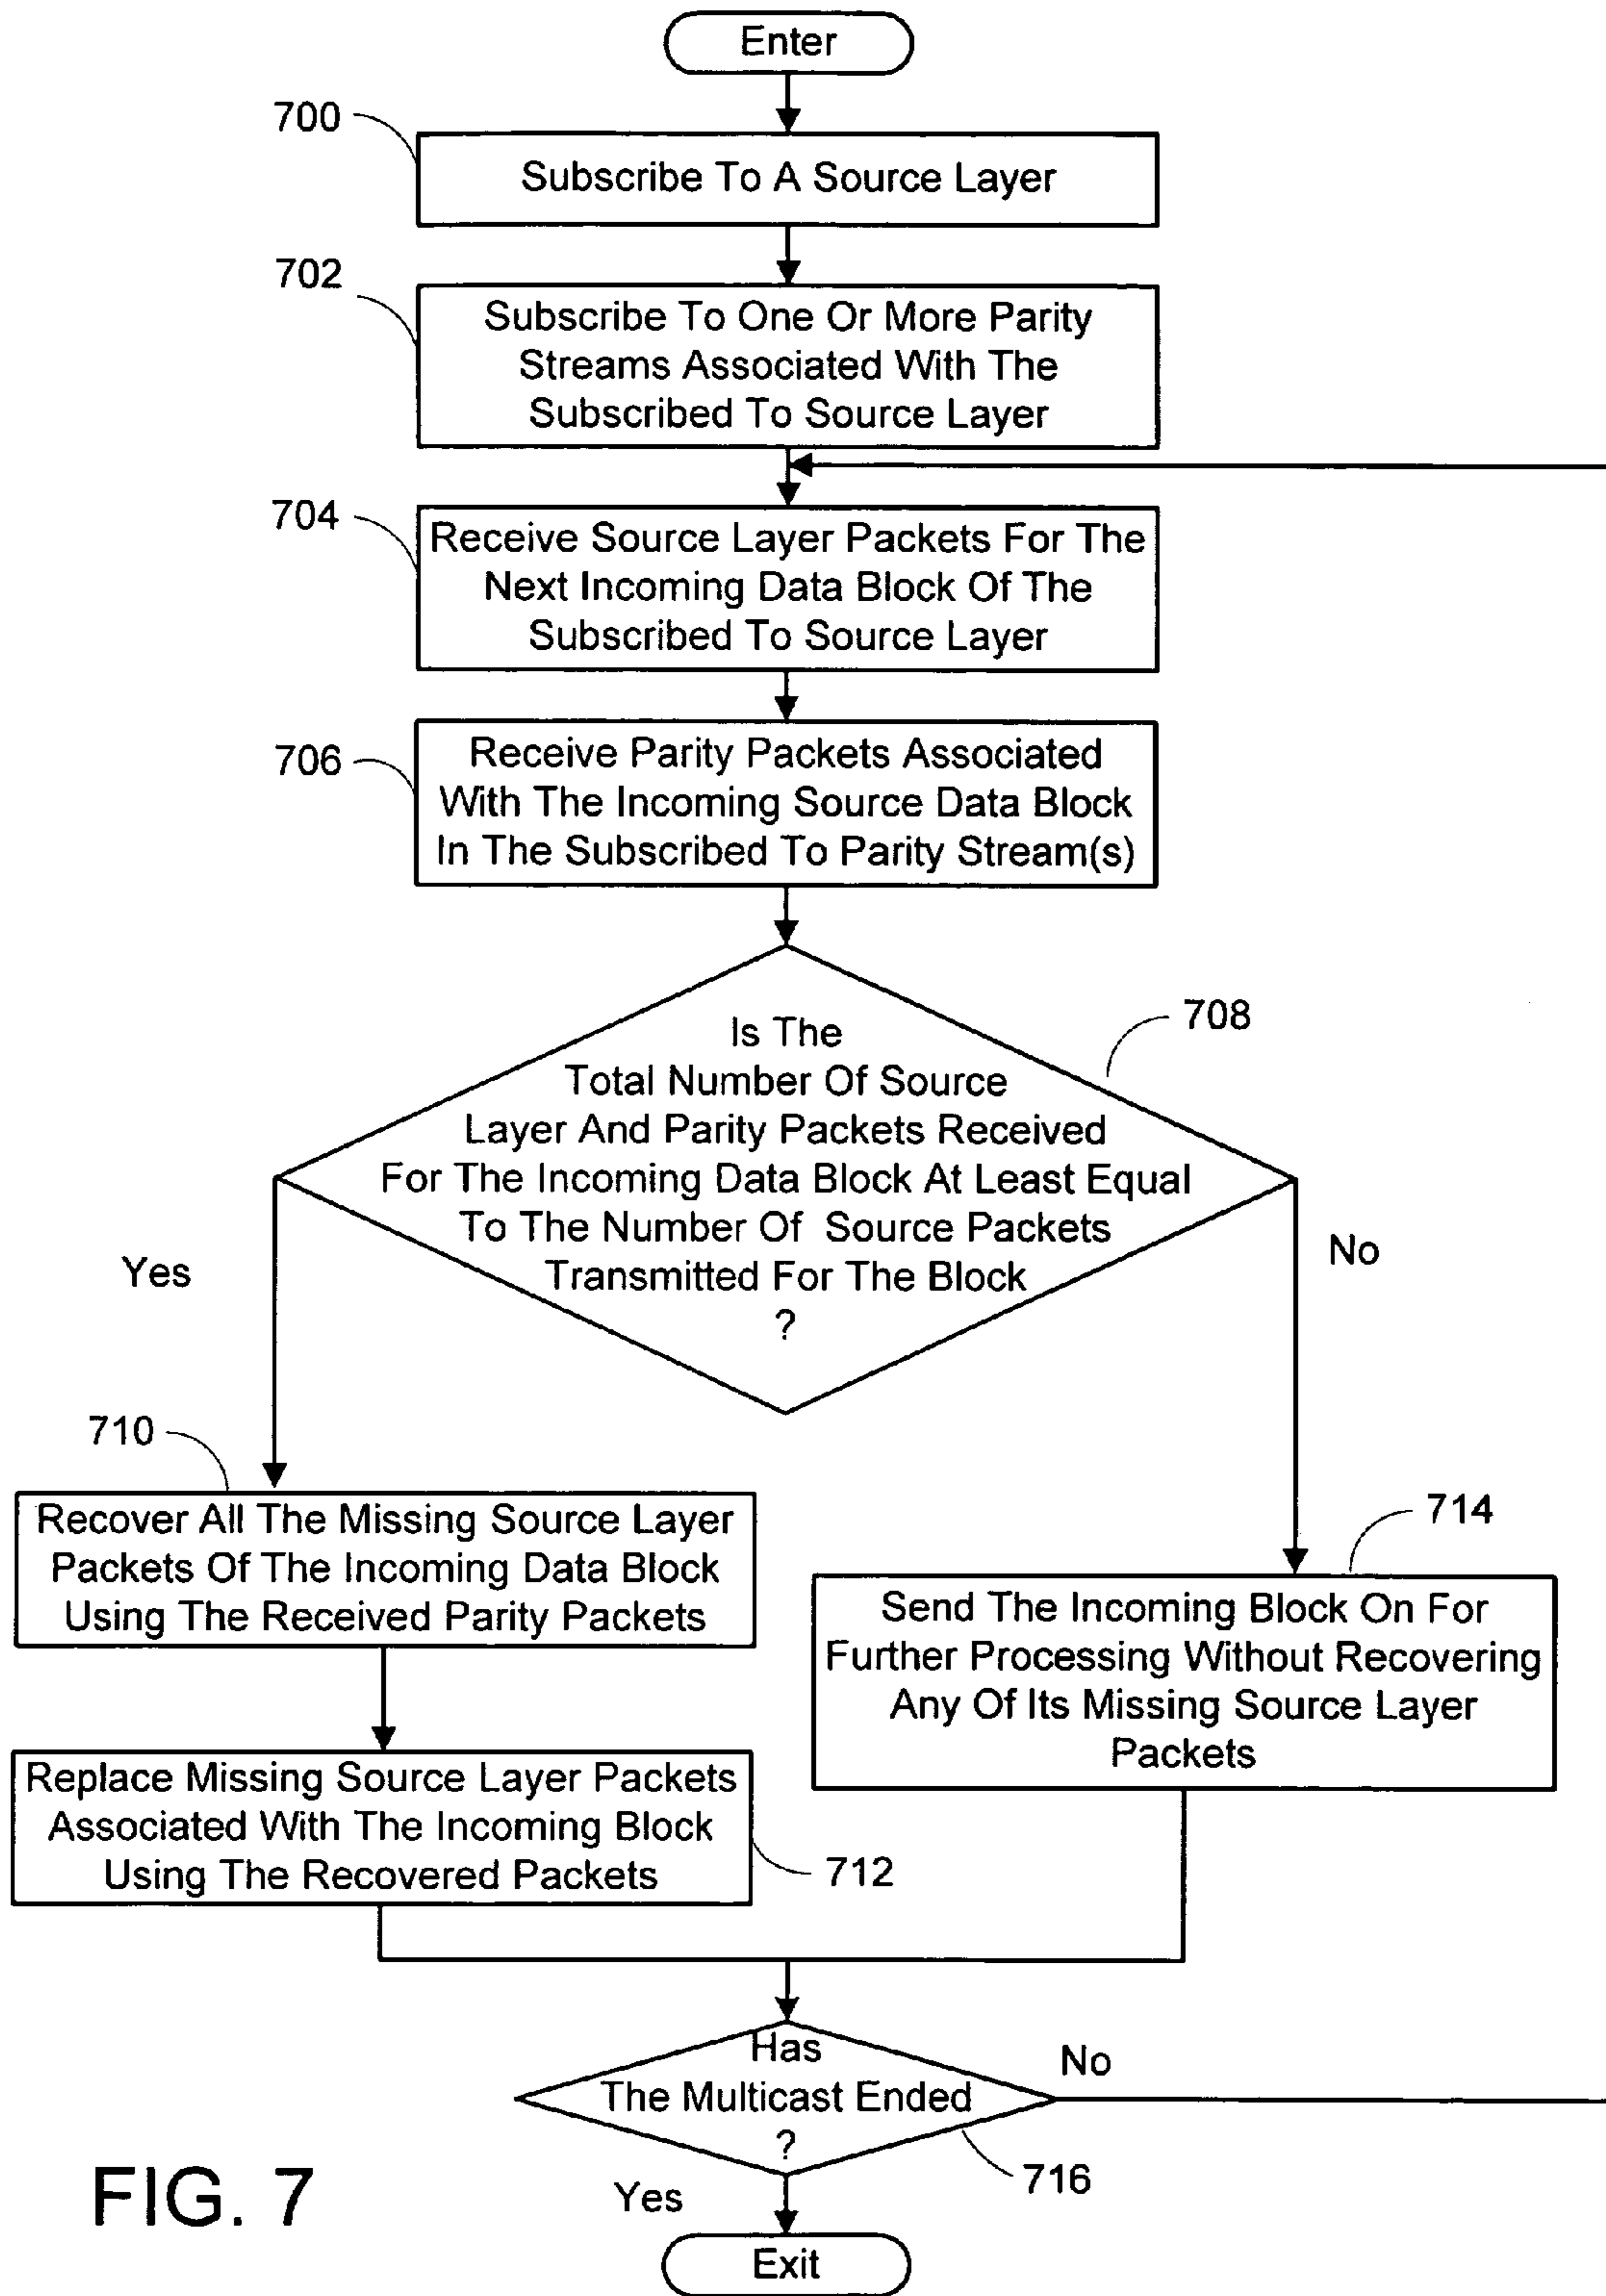 Enter
700
Subscribe To A Source Layer
702
Subscribe To One Or More Parity
Streams Associated With The
Subscribed To Source Layer
704
Receive Source Layer Packets For The
Next Incoming Data Block Of The
Subscribed To Source Layer
706
Receive Parity Packets Associated
With The Incoming Source Data Block
In The Subscribed To Parity Stream(s)
708
Is The
Total Number Of Source
Layer And Parity Packets Received
For The Incoming Data Block At Least Equal
To The Number Of Source Packets
Transmitted For The Block
?
Yes
No
710
Recover All The Missing Source Layer
Packets Of The Incoming Data Block
Using The Received Parity Packets
714
Send The Incoming Block On For
Further Processing Without Recovering
Any Of Its Missing Source Layer
Packets
Replace Missing Source Layer Packets
Associated With The Incoming Block
Using The Recovered Packets
712
Has
The Multicast Ended
?
No
716
Yes
Exit
FIG. 7